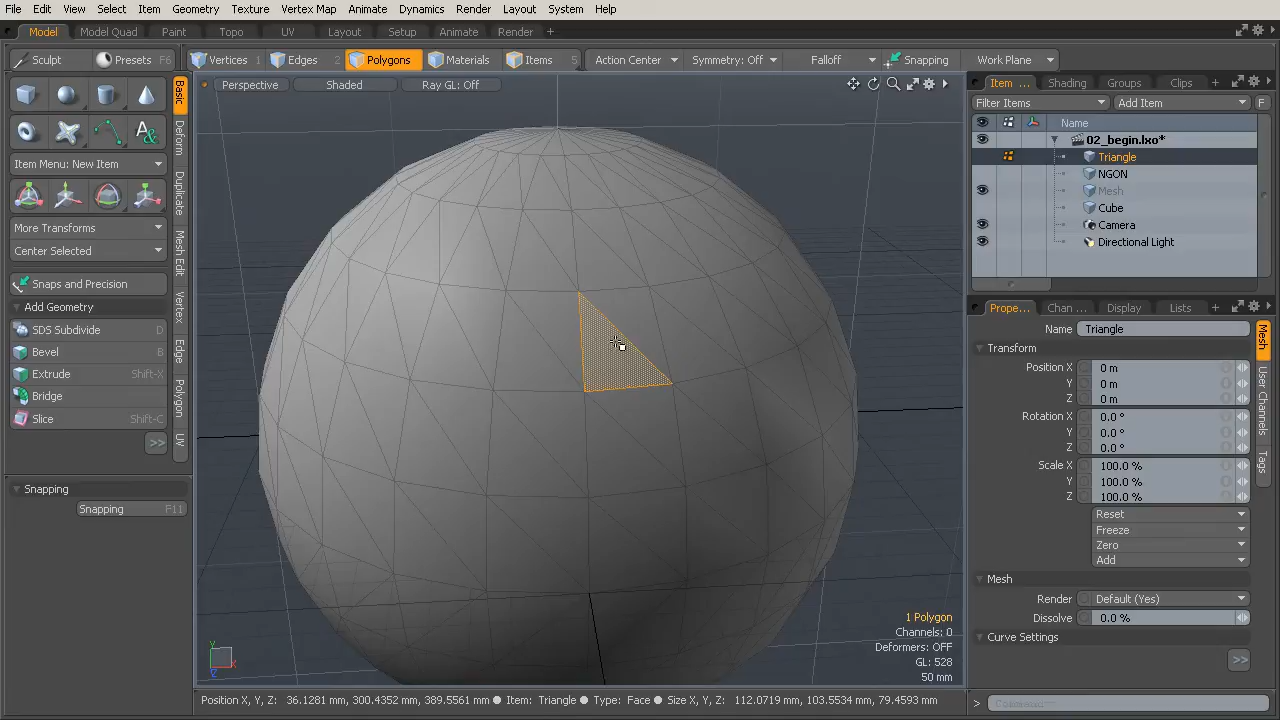 File Edit View Select Item Geometry Texture Vertex Map Animate Dynamics Render Layout System Help
Model Model Quad Paint Topo UV Layout Setup Animate Render +
Sculpt Presets F6 Vertices 1 Edges 2 Polygons Materials Items 5 Action Center Symmetry: Off Falloff Snapping Work Plane
Perspective Shaded Ray GL: Off
Basic
Deform
Duplicate
Mesh Edit
Vertex
Edge
Polygon
UV
Item Menu: New Item
More Transforms
Center Selected
Snaps and Precision
Add Geometry
SDS Subdivide D
Bevel B
Extrude Shift-X
Bridge
Slice Shift-C
>>
Snapping
Snapping F11
1 Polygon
Channels: 0
Deformers: OFF
GL: 528
50 mm
Y
X
Z
Position X, Y, Z: 36.1281 mm, 300.4352 mm, 389.5561 mm Item: Triangle Type: Face Size X, Y, Z: 112.0719 mm, 103.5534 mm, 79.4593 mm
Item ... Shading Groups Clips +
Filter Items Add Item F
Name
02_begin.lxo*
Triangle
NGON
Mesh
Cube
Camera
Directional Light
Prope... Chan ... Display Lists +
Name Triangle
Transform
Position X 0 m
Y 0 m
Z 0 m
Rotation X 0.0 °
Y 0.0 °
Z 0.0 °
Scale X 100.0 %
Y 100.0 %
Z 100.0 %
Reset
Freeze
Zero
Add
Mesh
Render Default (Yes)
Dissolve 0.0 %
Curve Settings
>>
Mesh
User Channels
Tags
> Command